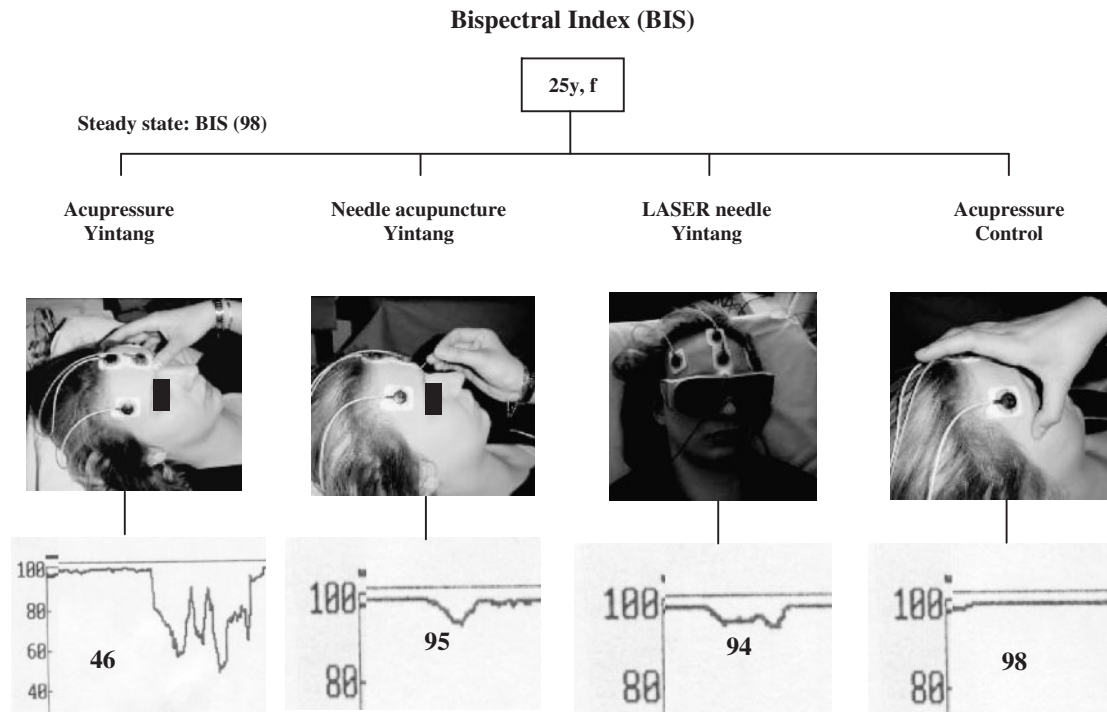 Bispectral Index (BIS)
25y, f
Steady state: BIS (98)
Acupressure
Yintang
Needle acupuncture
Yintang
LASER needle
Yintang
Acupressure
Control
100
80
60
40
46
100
80
95
100
80
94
100
80
98